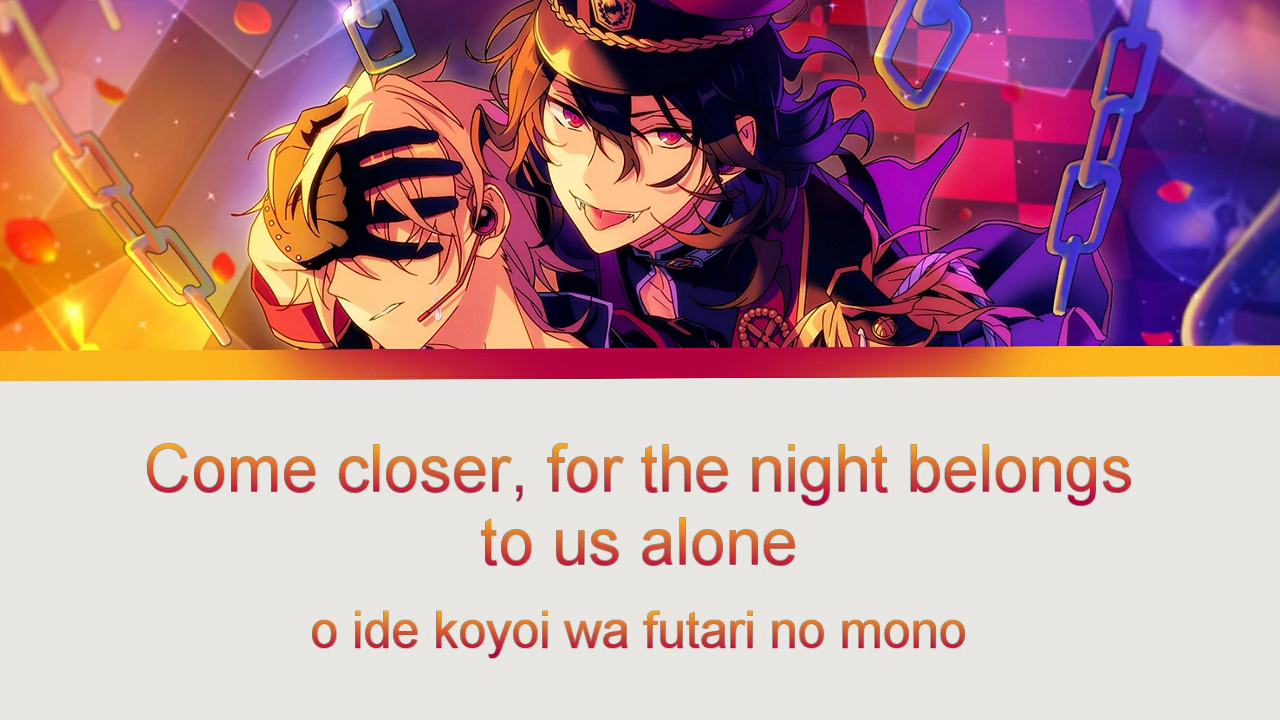 Come closer, for the night belongs
to us alone
o ide koyoi wa futari no mono